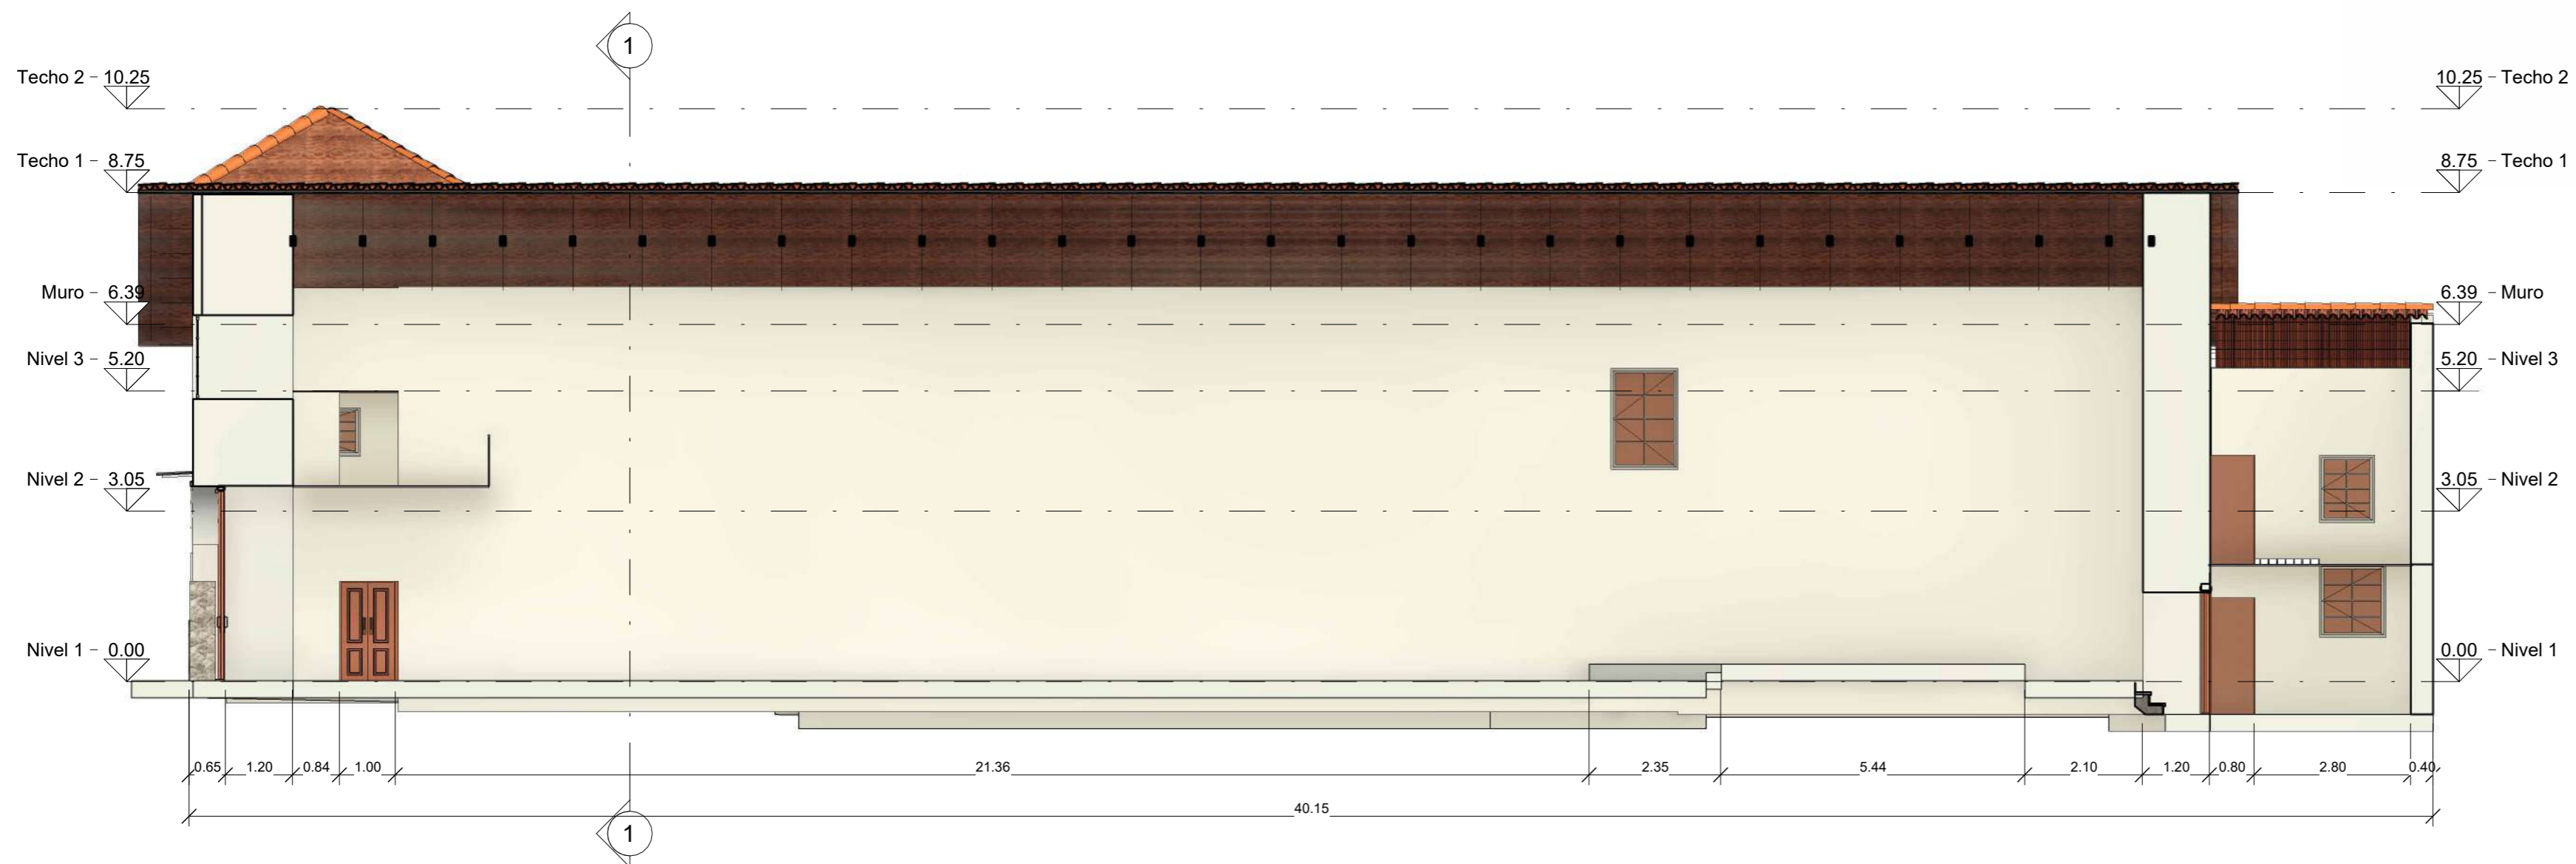 1
Techo 2 - 10.25
10.25 - Techo 2
Techo 1 - 8.75
8.75 - Techo 1
Muro - 6.39
6.39 - Muro
Nivel 3 - 5.20
5.20 - Nivel 3
Nivel 2 - 3.05
3.05 - Nivel 2
Nivel 1 - 0.00
0.00 - Nivel 1
0.65 1.20 0.84 1.00 21.36 2.35 5.44 2.10 1.20 0.80 2.80 0.40
40.15
1